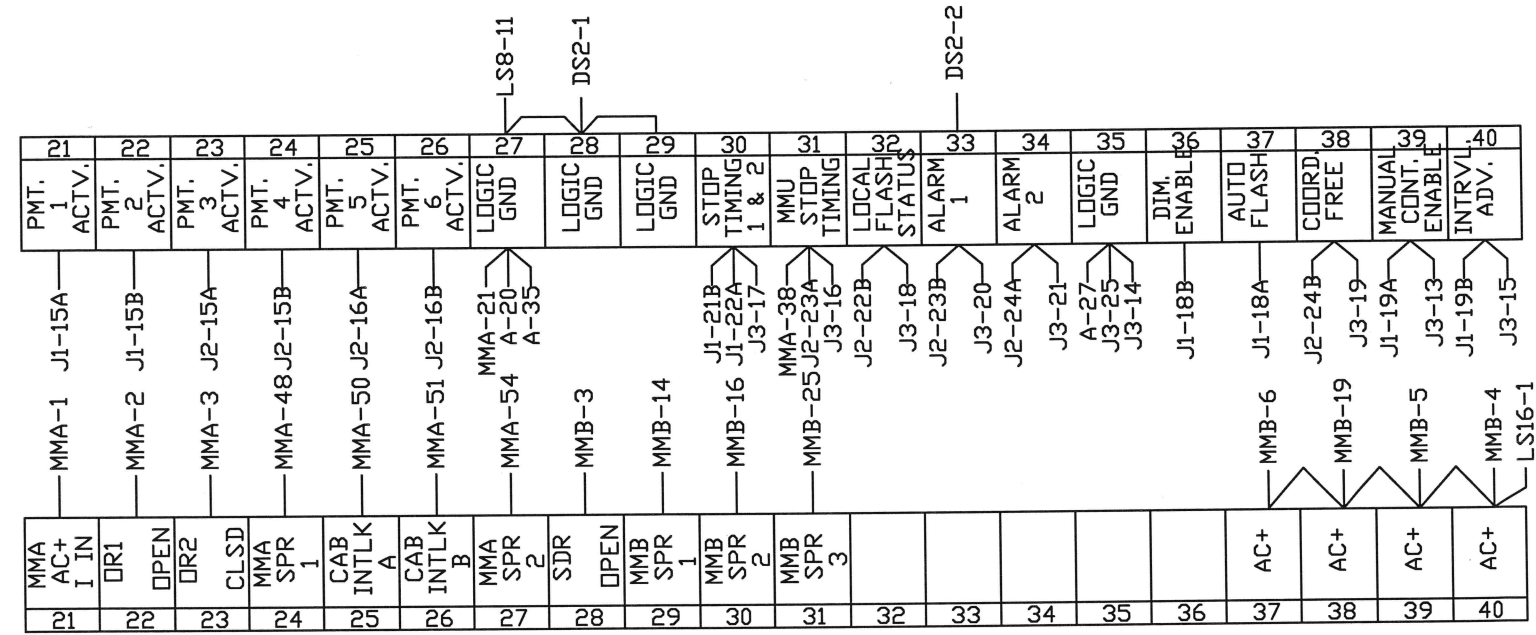 LS8-11
DS2-1
DS2-2
21 22 23 24 25 26 27 28 29 30 31 32 33 34 35 36 37 38 39 40
PMT.
1
ACTV.
PMT.
2
ACTV.
PMT.
3
ACTV.
PMT.
4
ACTV.
PMT.
5
ACTV.
PMT.
6
ACTV.
LOGIC
GND
LOGIC
GND
LOGIC
GND
STOP
TIMING
1 & 2
MMU
STOP
TIMING
LOCAL
FLASH
STATUS
ALARM
1
ALARM
2
LOGIC
GND
DIM.
ENABLE
AUTO
FLASH
COORD.
FREE
MANUAL
CONT.
ENABLE
INTRVL.
ADV.
J1-15A
J1-15B
J2-15A
J2-15B
J2-16A
J2-16B
MMA-21
A-20
A-35
J1-21B
J1-22A
J3-17
MMA-38
J2-23A
J3-16
J2-22B
J3-18
J2-23B
J3-20
J2-24A
J3-21
A-27
J3-25
J3-14
J1-18B
J1-18A
J2-24B
J3-19
J1-19A
J3-13
J1-19B
J3-15
MMA-1
MMA-2
MMA-3
MMA-48
MMA-50
MMA-51
MMA-54
MMB-3
MMB-14
MMB-16
MMB-25
MMB-6
MMB-19
MMB-5
MMB-4
LS16-1
MMA
AC+
I IN
OR1
OPEN
OR2
CLSD
MMA
SPR
1
CAB
INTLK
A
CAB
INTLK
B
MMA
SPR
2
SDR
OPEN
MMB
SPR
1
MMB
SPR
2
MMB
SPR
3
AC+
AC+
AC+
AC+
21 22 23 24 25 26 27 28 29 30 31 32 33 34 35 36 37 38 39 40